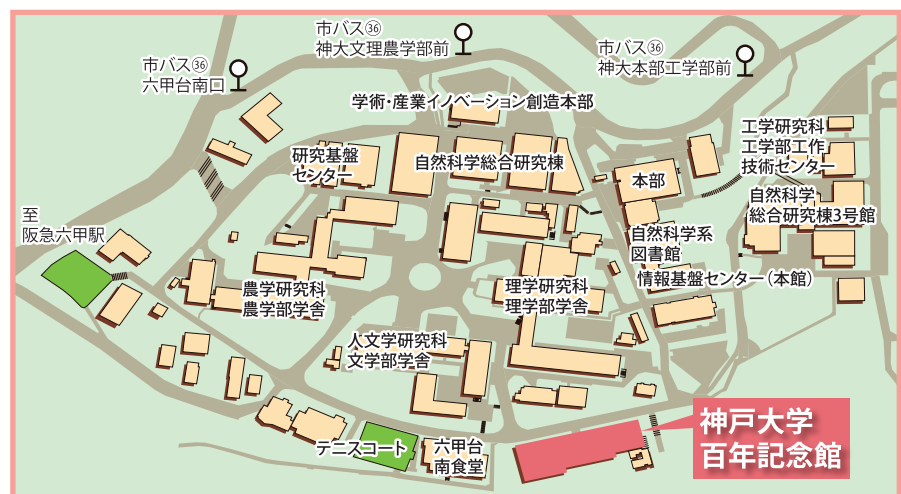 市バス㊱
神大文理農学部前
市バス㊱
六甲台南口
市バス㊱
神大本部工学部前
学術・産業イノベーション創造本部
工学研究科
工学部工作
技術センター
研究基盤
センター
自然科学総合研究棟
本部
自然科学
総合研究棟3号館
至
阪急六甲駅
自然科学系
図書館
情報基盤センター（本館）
農学研究科
農学部学舎
理学研究科
理学部学舎
人文学研究科
文学部学舎
テニスコート
六甲台
南食堂
神戸大学
百年記念館